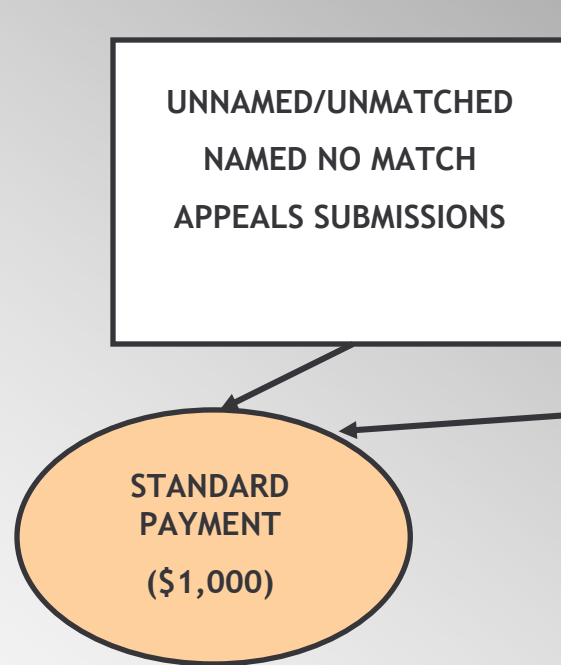 UNNAMED/UNMATCHED
NAMED NO MATCH
APPEALS SUBMISSIONS
STANDARD
PAYMENT
($1,000)